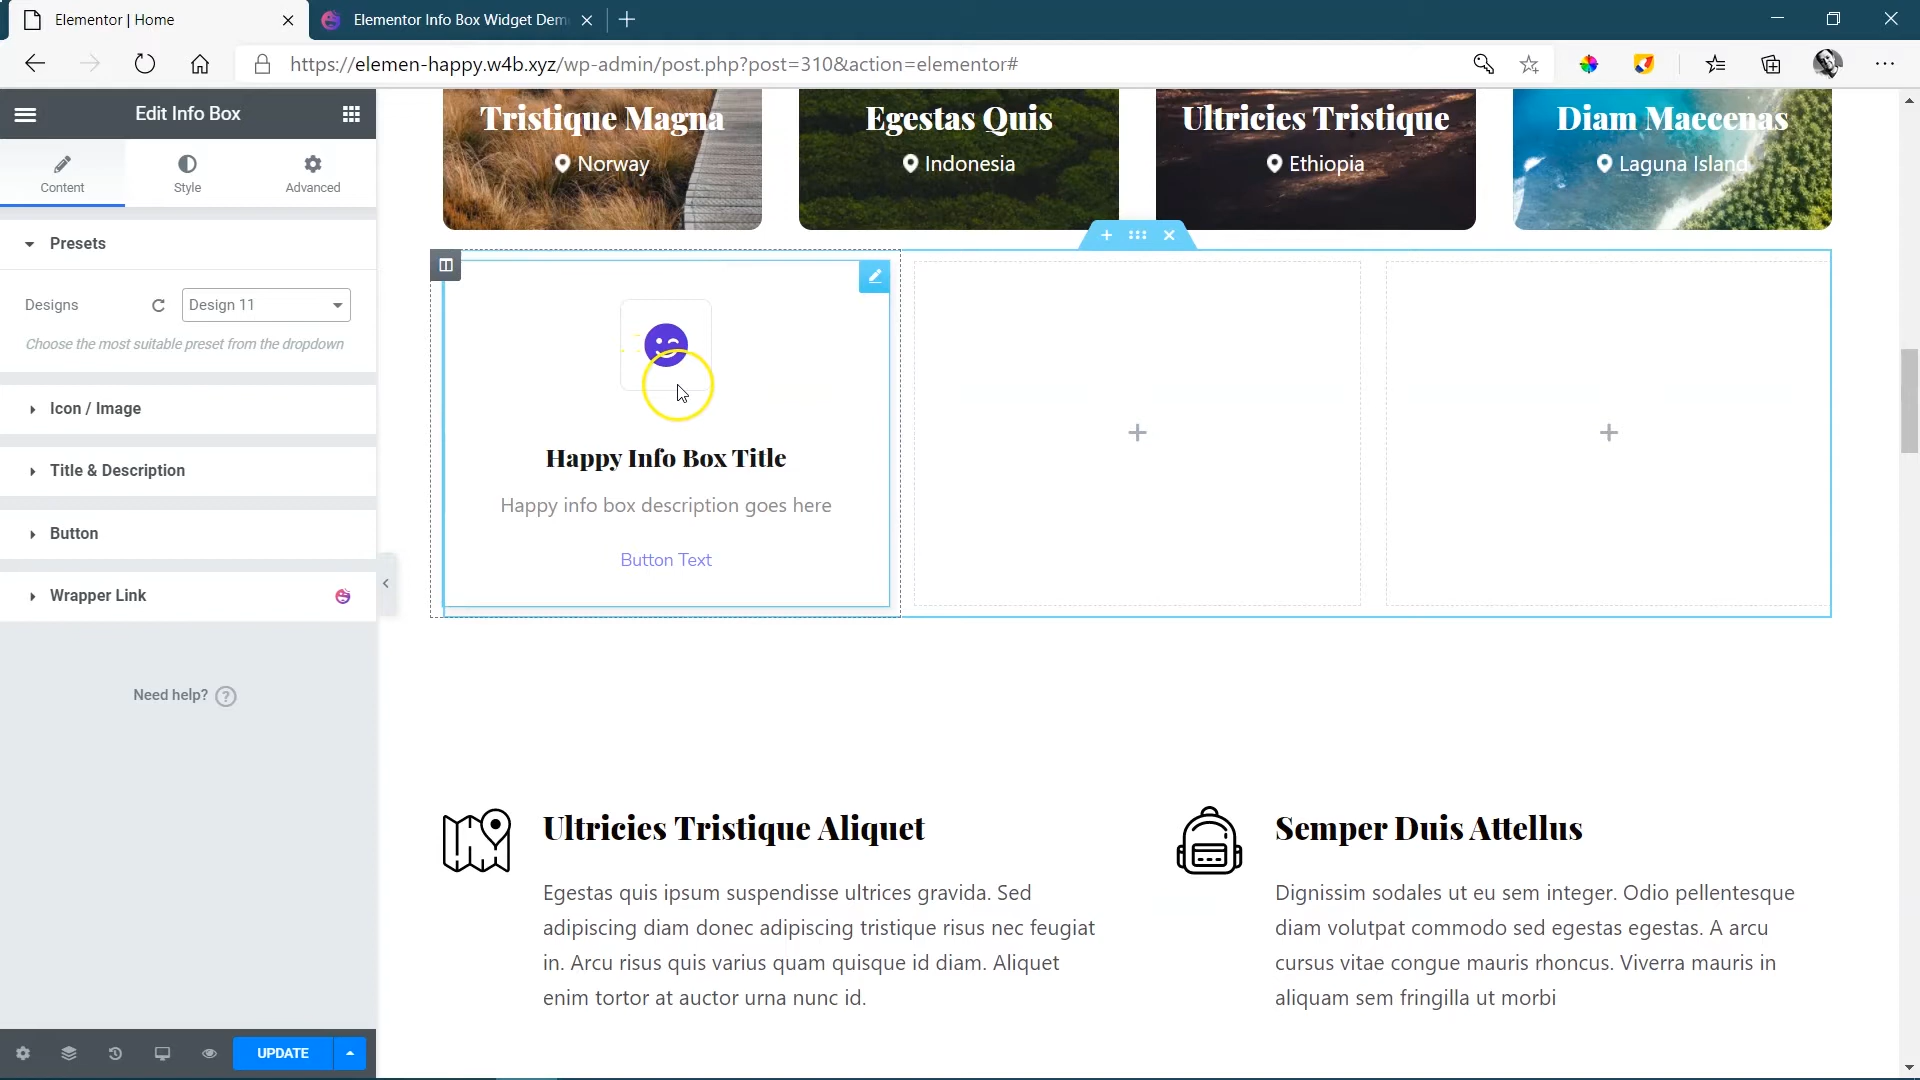 Elementor | Home
Elementor Info Box Widget Dem
https://elemen-happy.w4b.xyz/wp-admin/post.php?post=310&action=elementor#
Edit Info Box
Content
Style
Advanced
Presets
Designs
Design 11
Choose the most suitable preset from the dropdown
Icon / Image
Title & Description
Button
Wrapper Link
Need help? ?
UPDATE
Tristique Magna
Norway
Egestas Quis
Indonesia
Ultricies Tristique
Ethiopia
Diam Maecenas
Laguna Island
Happy Info Box Title
Happy info box description goes here
Button Text
Ultricies Tristique Aliquet
Egestas quis ipsum suspendisse ultrices gravida. Sed
adipiscing diam donec adipiscing tristique risus nec feugiat
in. Arcu risus quis varius quam quisque id diam. Aliquet
enim tortor at auctor urna nunc id.
Semper Duis Attellus
Dignissim sodales ut eu sem integer. Odio pellentesque
diam volutpat commodo sed egestas egestas. A arcu
cursus vitae congue mauris rhoncus. Viverra mauris in
aliquam sem fringilla ut morbi